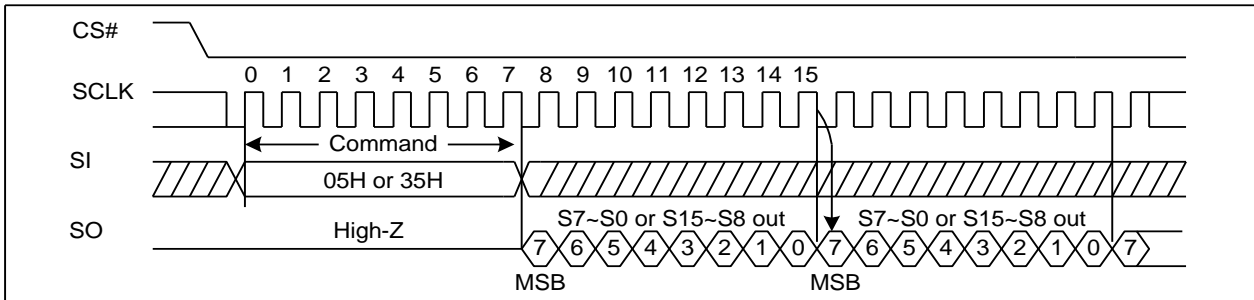 CS#
0 1 2 3 4 5 6 7 8 9 10 11 12 13 14 15
SCLK
Command
SI
05H or 35H
SO
High-Z
S7~S0 or S15~S8 out
S7~S0 or S15~S8 out
7 6 5 4 3 2 1 0 7 6 5 4 3 2 1 0 7
MSB
MSB